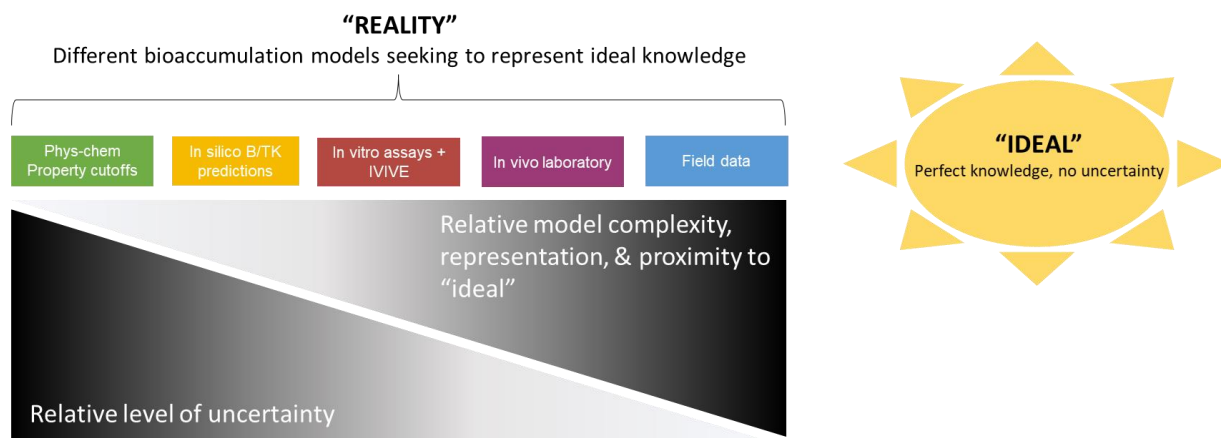 “REALITY”
Different bioaccumulation models seeking to represent ideal knowledge
Phys-chem
Property cutoffs
In silico B/TK
predictions
In vitro assays +
IVIVE
In vivo laboratory
Field data
“IDEAL”
Perfect knowledge, no uncertainty
Relative model complexity,
representation, & proximity to
“ideal”
Relative level of uncertainty